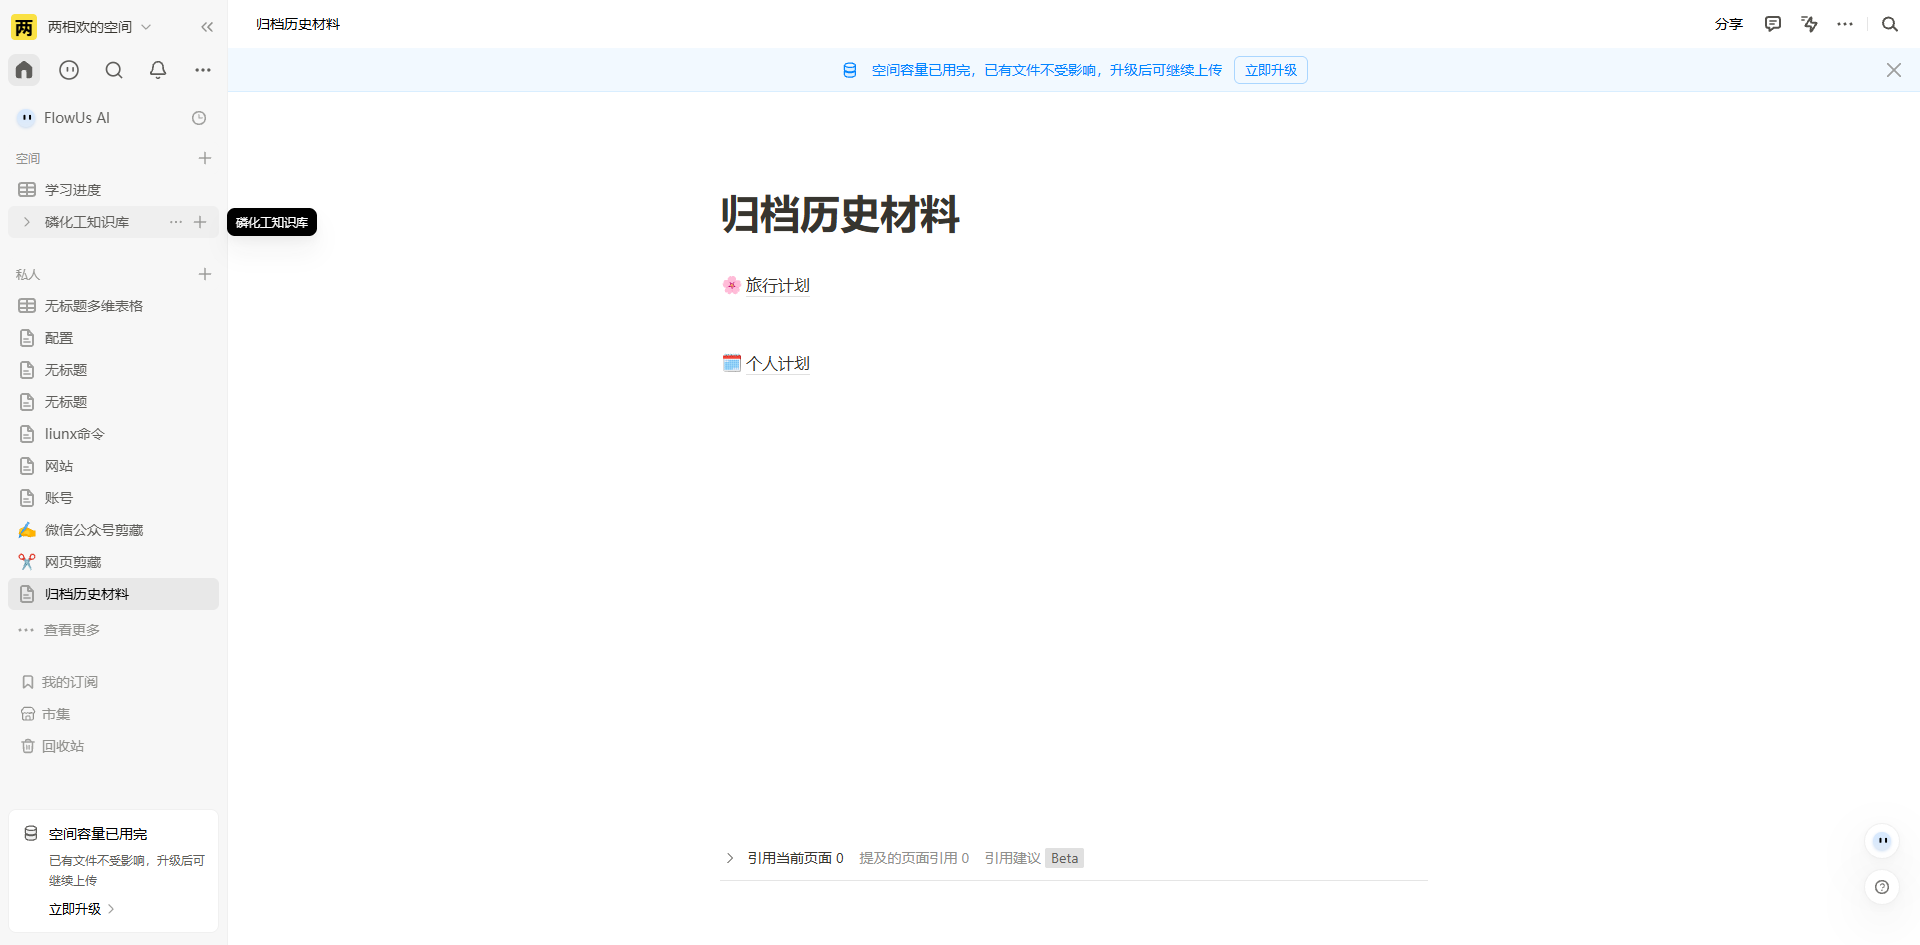 两 两相欢的空间
FlowUs AI
空间
学习进度
磷化工知识库
磷化工知识库
私人
无标题多维表格
配置
无标题
无标题
liunx命令
网站
账号
微信公众号剪藏
网页剪藏
归档历史材料
查看更多
我的订阅
市集
回收站
空间容量已用完
已有文件不受影响，升级后可
继续上传
立即升级
归档历史材料
分享
空间容量已用完，已有文件不受影响，升级后可继续上传 立即升级
归档历史材料
旅行计划
个人计划
引用当前页面 0 提及的页面引用 0 引用建议 Beta